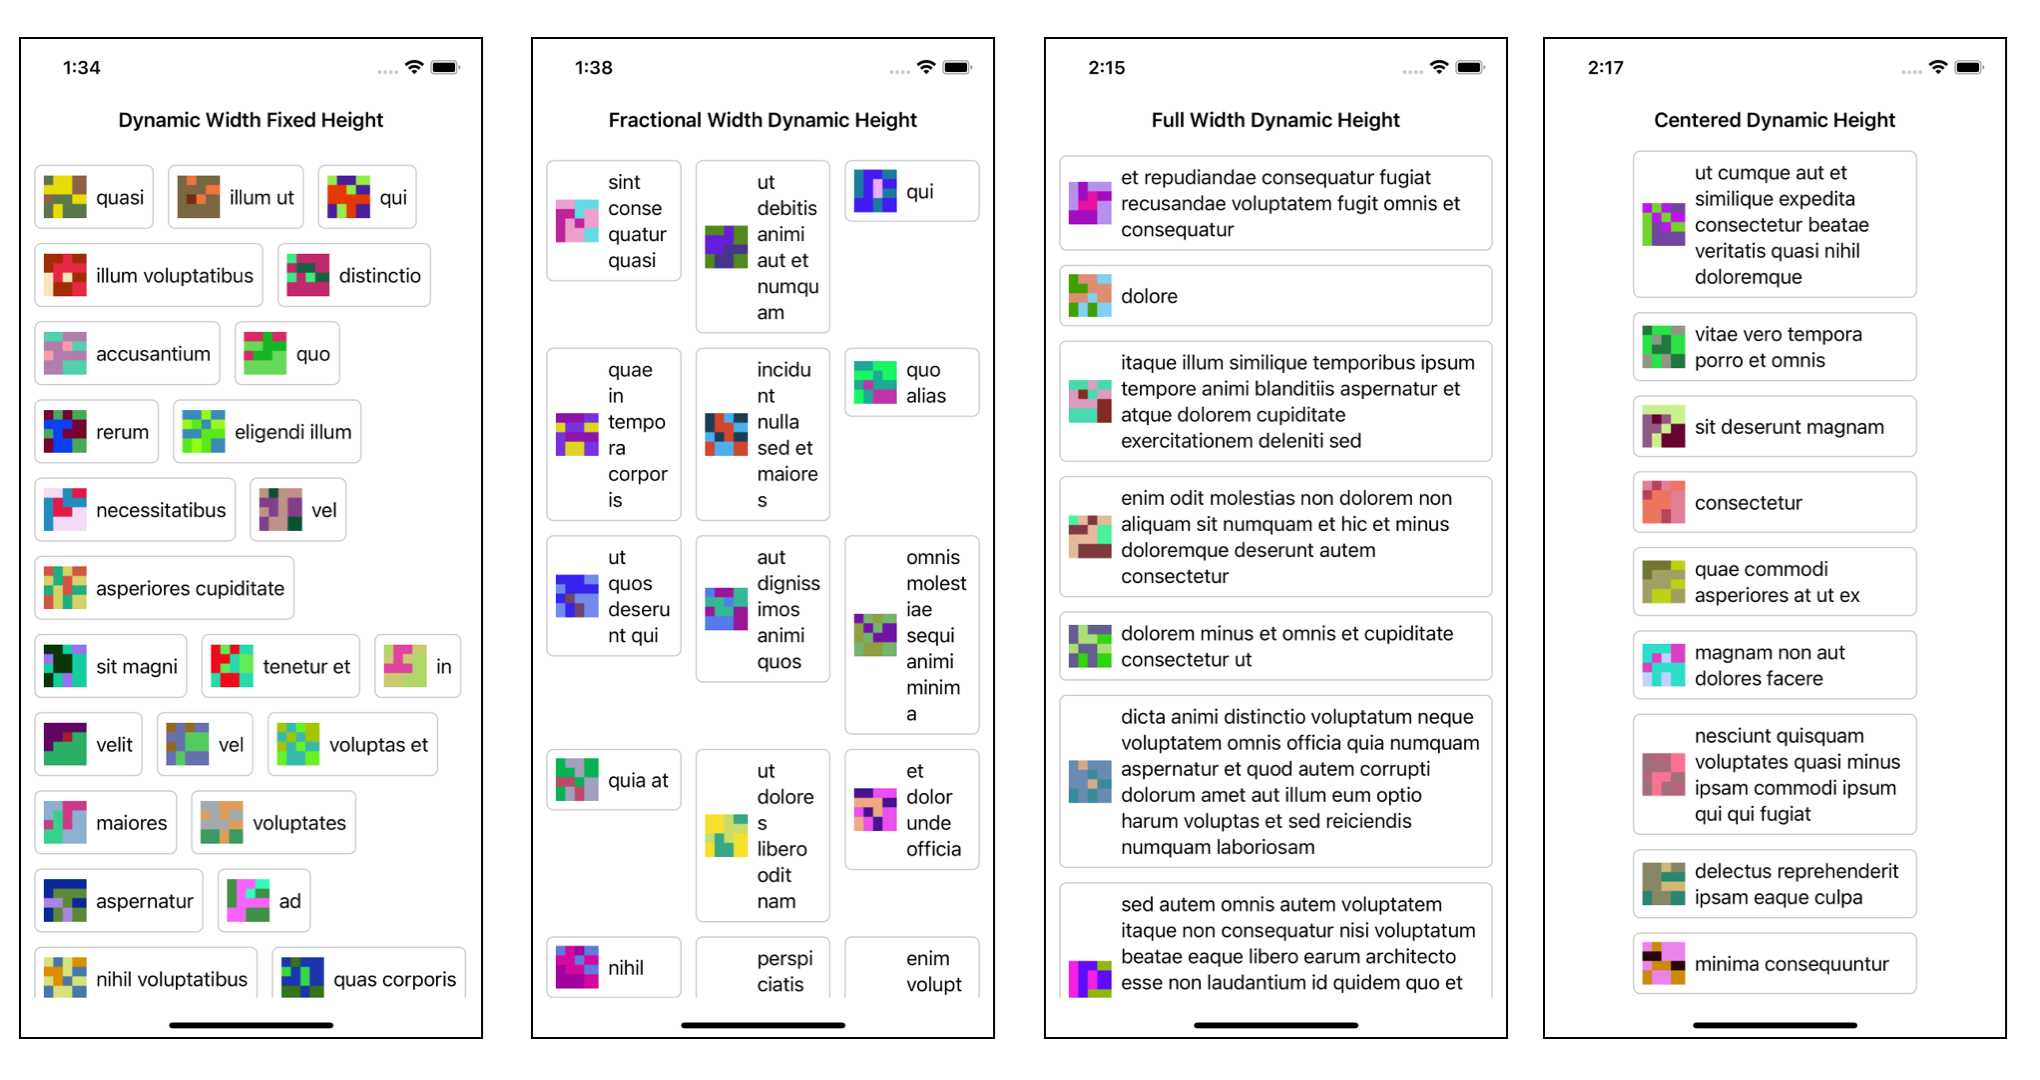 1:34
Dynamic Width Fixed Height
quasi
illum ut
qui
illum voluptatibus
distinctio
accusantium
quo
rerum
eligendi illum
necessitatibus
vel
asperiores cupiditate
sit magni
tenetur et
in
velit
vel
voluptas et
maiores
voluptates
aspernatur
ad
nihil voluptatibus
quas corporis
1:38
Fractional Width Dynamic Height
sint
conse
quatur
quasi
ut
debitis
animi
aut et
numqu
am
qui
quae
in
tempo
ra
corpor
is
incidu
nt
nulla
sed et
maiore
s
quo
alias
ut
quos
deseru
nt qui
aut
digniss
imos
animi
quos
omnis
molest
iae
sequi
animi
minim
a
quia at
ut
dolore
s
libero
odit
nam
et
dolor
unde
officia
nihil
perspi
ciatis
enim
volupt
2:15
Full Width Dynamic Height
et repudiandae consequatur fugiat
recusandae voluptatem fugit omnis et
consequatur
dolore
itaque illum similique temporibus ipsum
tempore animi blanditiis aspernatur et
atque dolorem cupiditate
exercitationem deleniti sed
enim odit molestias non dolorem non
aliquam sit numquam et hic et minus
doloremque deserunt autem
consectetur
dolorem minus et omnis et cupiditate
consectetur ut
dicta animi distinctio voluptatum neque
voluptatem omnis officia quia numquam
aspernatur et quod autem corrupti
dolorum amet aut illum eum optio
harum voluptas et sed reiciendis
numquam laboriosam
sed autem omnis autem voluptatem
itaque non consequatur nisi voluptatum
beatae eaque libero earum architecto
esse non laudantium id quidem quo et
2:17
Centered Dynamic Height
ut cumque aut et
similique expedita
consectetur beatae
veritatis quasi nihil
doloremque
vitae vero tempora
porro et omnis
sit deserunt magnam
consectetur
quae commodi
asperiores at ut ex
magnam non aut
dolores facere
nesciunt quisquam
voluptates quasi minus
ipsam commodi ipsum
qui qui fugiat
delectus reprehenderit
ipsam eaque culpa
minima consequuntur